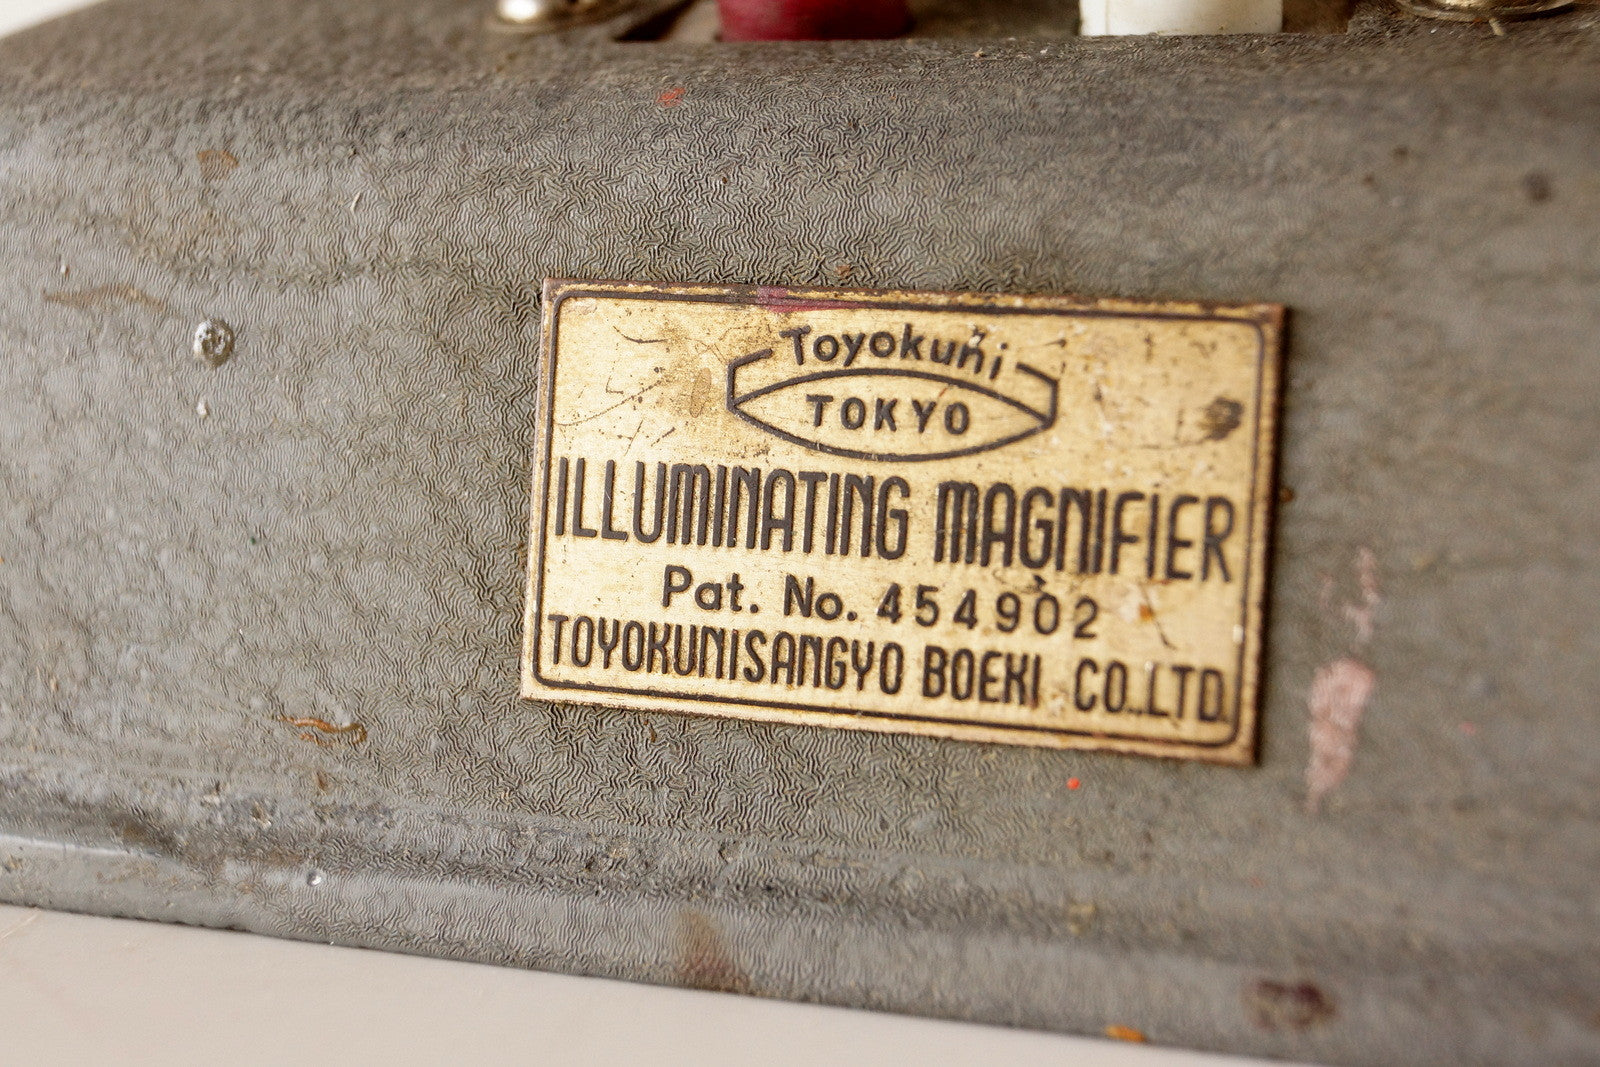 Toyokuni
TOKYO
ILLUMINATING MAGNIFIER
Pat. No. 454902
TOYOKUNISANGYO BOEKI CO.,LTD.